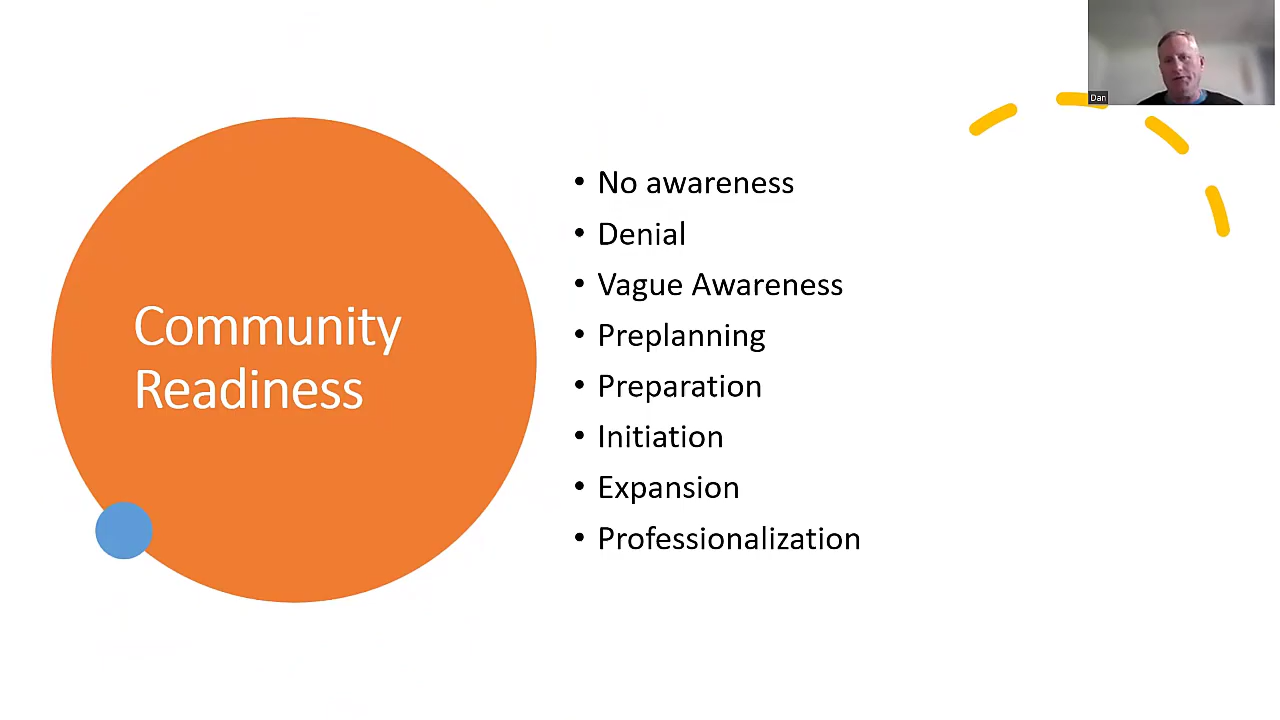 Community
Readiness
• No awareness
• Denial
• Vague Awareness
• Preplanning
• Preparation
• Initiation
• Expansion
• Professionalization
Dan